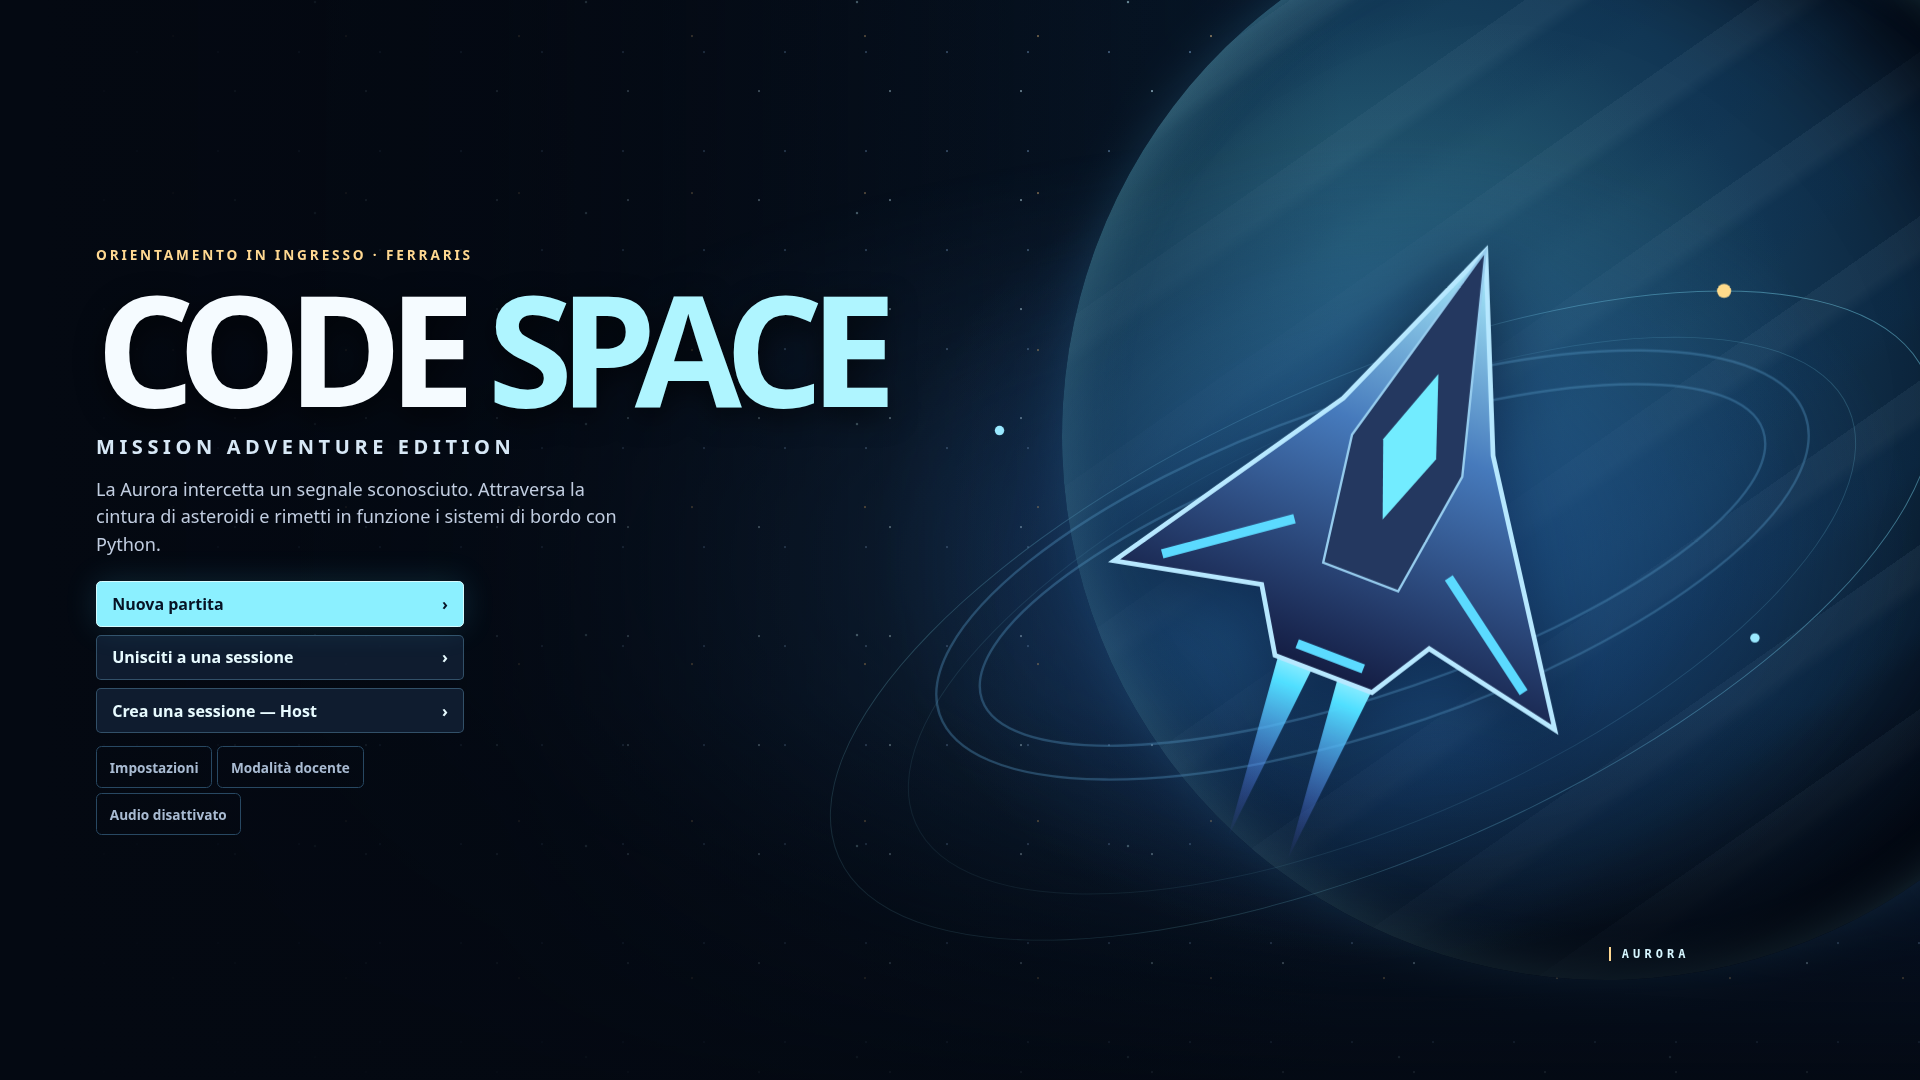 ORIENTAMENTO IN INGRESSO · FERRARIS
CODE SPACE
MISSION ADVENTURE EDITION
La Aurora intercetta un segnale sconosciuto. Attraversa la
cintura di asteroidi e rimetti in funzione i sistemi di bordo con
Python.
Nuova partita ›
Unisciti a una sessione ›
Crea una sessione — Host ›
Impostazioni Modalità docente
Audio disattivato
AURORA